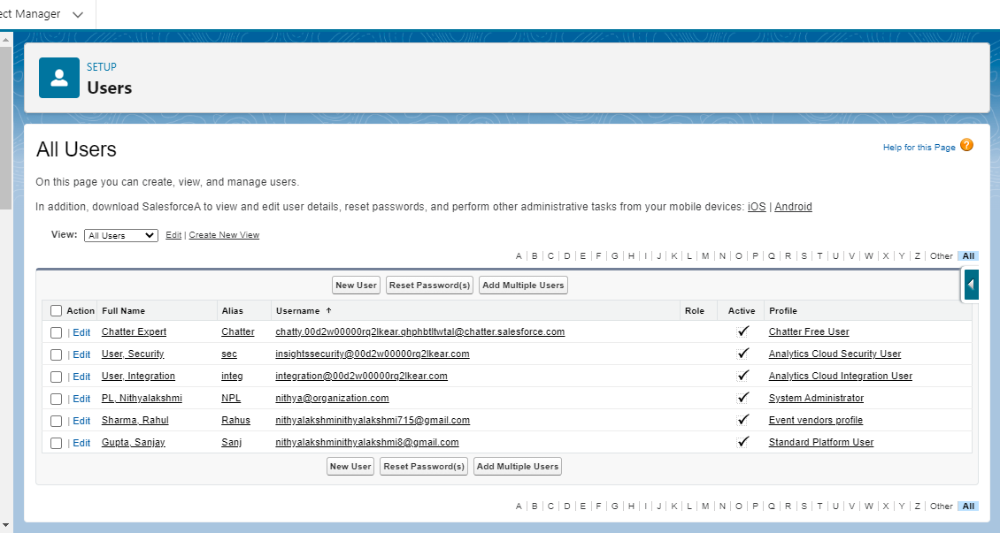 ect Manager
SETUP
Users
All Users
Help for this Page ?
On this page you can create, view, and manage users.
In addition, download SalesforceA to view and edit user details, reset passwords, and perform other administrative tasks from your mobile devices: iOS | Android
View: All Users Edit | Create New View
A | B | C | D | E | F | G | H | I | J | K | L | M | N | O | P | Q | R | S | T | U | V | W | X | Y | Z | Other All
New User Reset Password(s) Add Multiple Users
Action Full Name Alias Username ↑ Role Active Profile
| Edit Chatter Expert Chatter chatty.00d2w00000rq2lkear.qhphbtltwtal@chatter.salesforce.com ✓ Chatter Free User
| Edit User, Security sec insightssecurity@00d2w00000rq2lkear.com ✓ Analytics Cloud Security User
| Edit User, Integration integ integration@00d2w00000rq2lkear.com ✓ Analytics Cloud Integration User
| Edit PL, Nithyalakshmi NPL nithya@organization.com ✓ System Administrator
| Edit Sharma, Rahul Rahus nithyalakshminithyalakshmi715@gmail.com ✓ Event vendors profile
| Edit Gupta, Sanjay Sanj nithyalakshminithyalakshmi8@gmail.com ✓ Standard Platform User
New User Reset Password(s) Add Multiple Users
A | B | C | D | E | F | G | H | I | J | K | L | M | N | O | P | Q | R | S | T | U | V | W | X | Y | Z | Other All